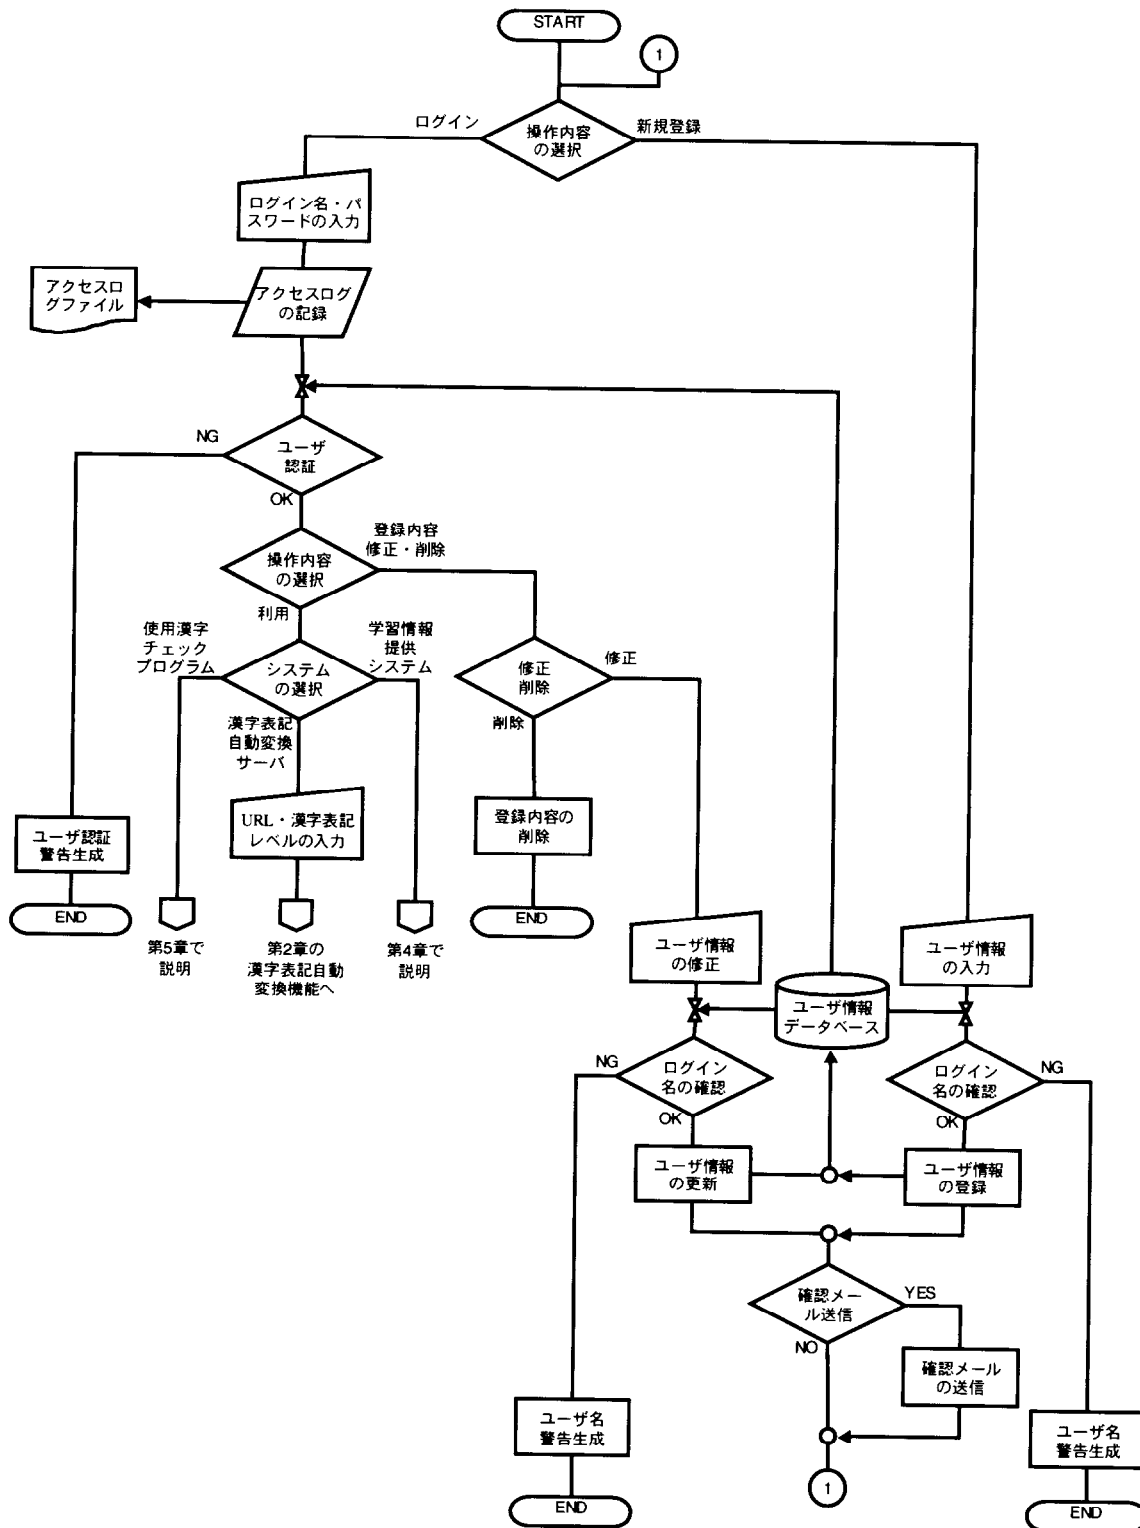 START
1
ログイン
操作内容
の選択
新規登録
ログイン名・パ
スワードの入力
アクセスロ
グファイル
アクセスログ
の記録
NG
ユーザ
認証
OK
操作内容
の選択
登録内容
修正・削除
利用
使用漢字
チェック
プログラム
システム
の選択
学習情報
提供
システム
修正
削除
修正
削除
漢字表記
自動変換
サーバ
URL・漢字表記
レベルの入力
登録内容の
削除
ユーザ認証
警告生成
END
第5章で
説明
第2章の
漢字表記自動
変換機能へ
第4章で
説明
END
ユーザ情報
の修正
ユーザ情報
データベース
ユーザ情報
の入力
NG
ログイン
名の確認
OK
ログイン
名の確認
NG
OK
ユーザ情報
の更新
ユーザ情報
の登録
確認メー
ル送信
YES
NO
確認メール
の送信
ユーザ名
警告生成
END
1
ユーザ名
警告生成
END